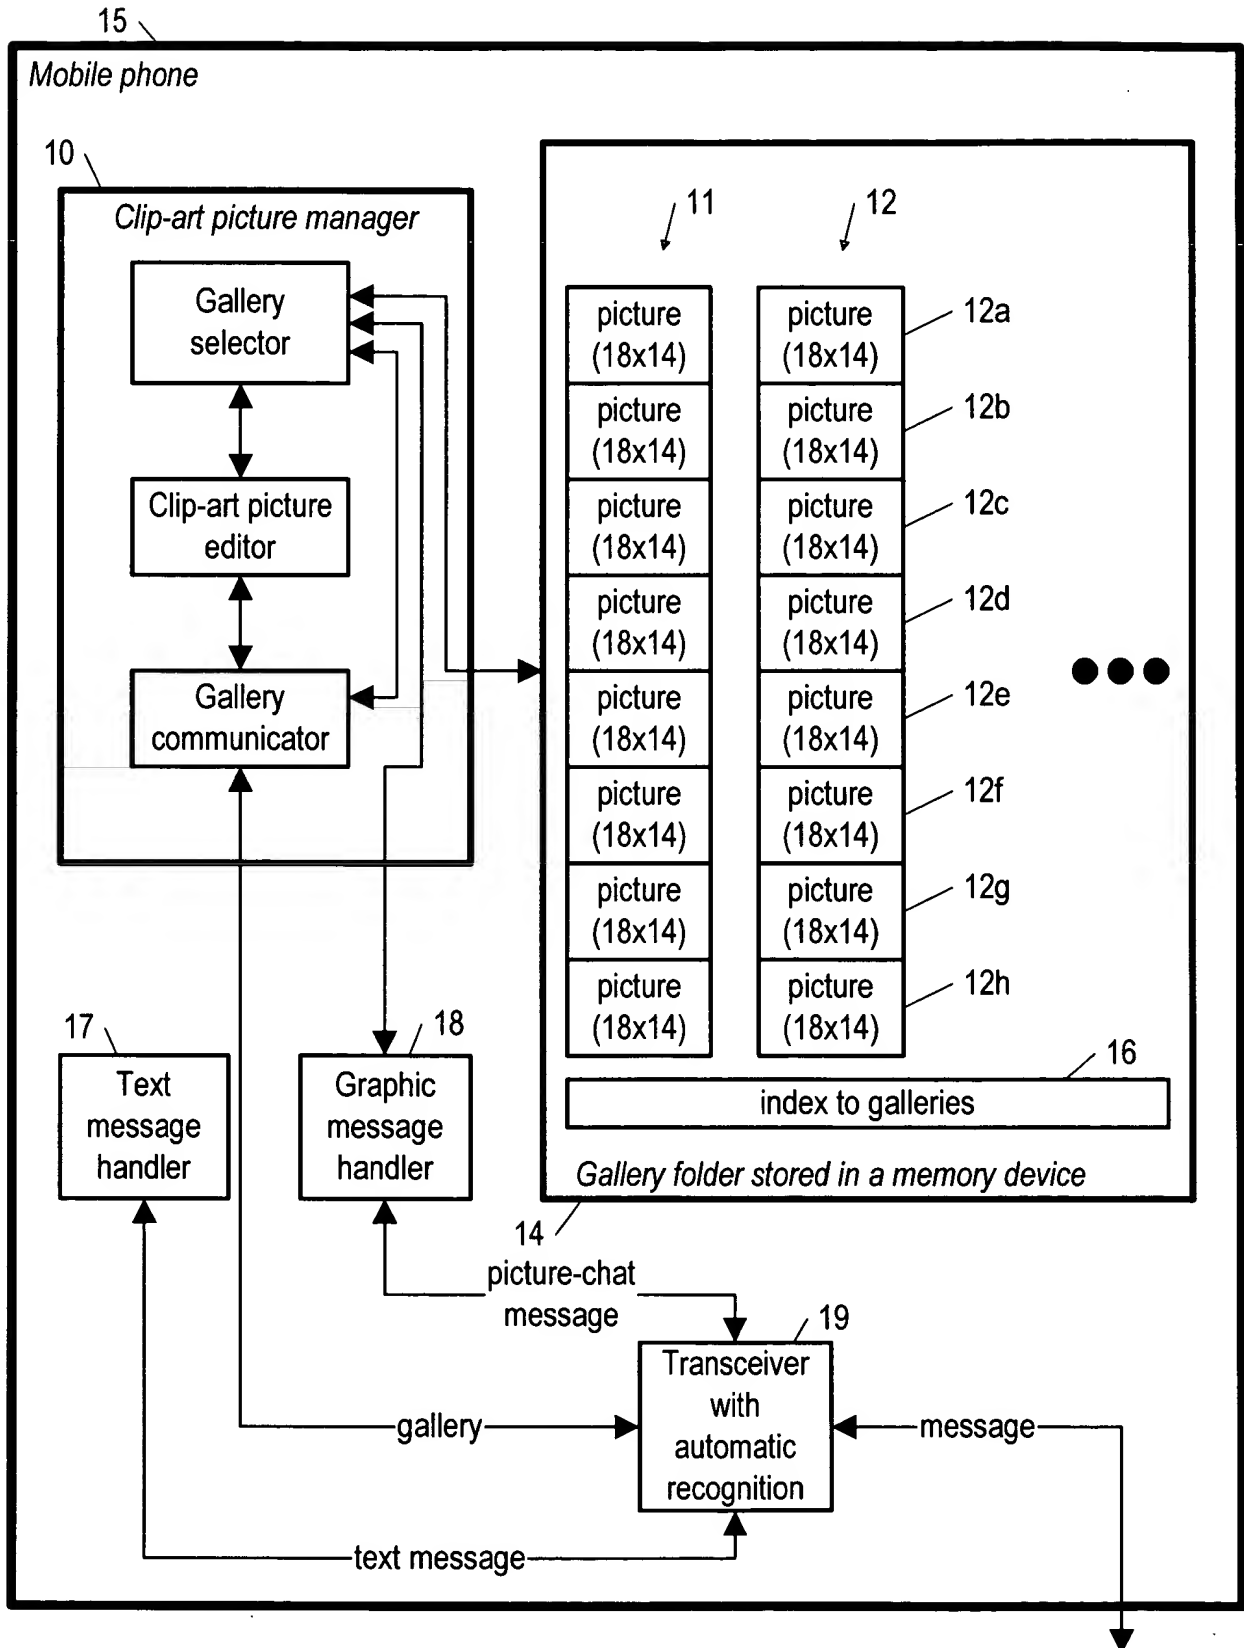 15
Mobile phone
10
Clip-art picture manager
Gallery
selector
Clip-art picture
editor
Gallery
communicator
11
12
picture
(18x14)
picture
(18x14)
picture
(18x14)
picture
(18x14)
picture
(18x14)
picture
(18x14)
picture
(18x14)
picture
(18x14)
picture
(18x14)
12a
picture
(18x14)
12b
picture
(18x14)
12c
picture
(18x14)
12d
picture
(18x14)
12e
picture
(18x14)
12f
picture
(18x14)
12g
picture
(18x14)
12h
16
index to galleries
Gallery folder stored in a memory device
14
17
Text
message
handler
18
Graphic
message
handler
picture-chat
message
19
Transceiver
with
automatic
recognition
gallery
message
text message